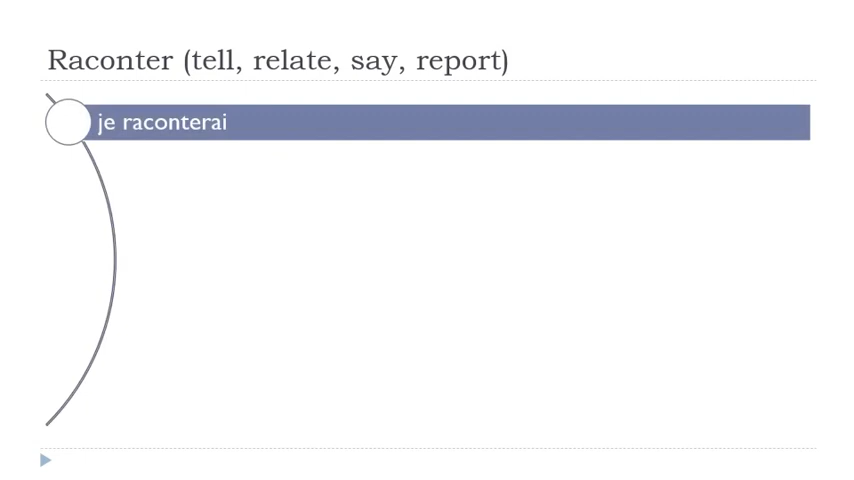 Raconter (tell, relate, say, report)
je raconterai